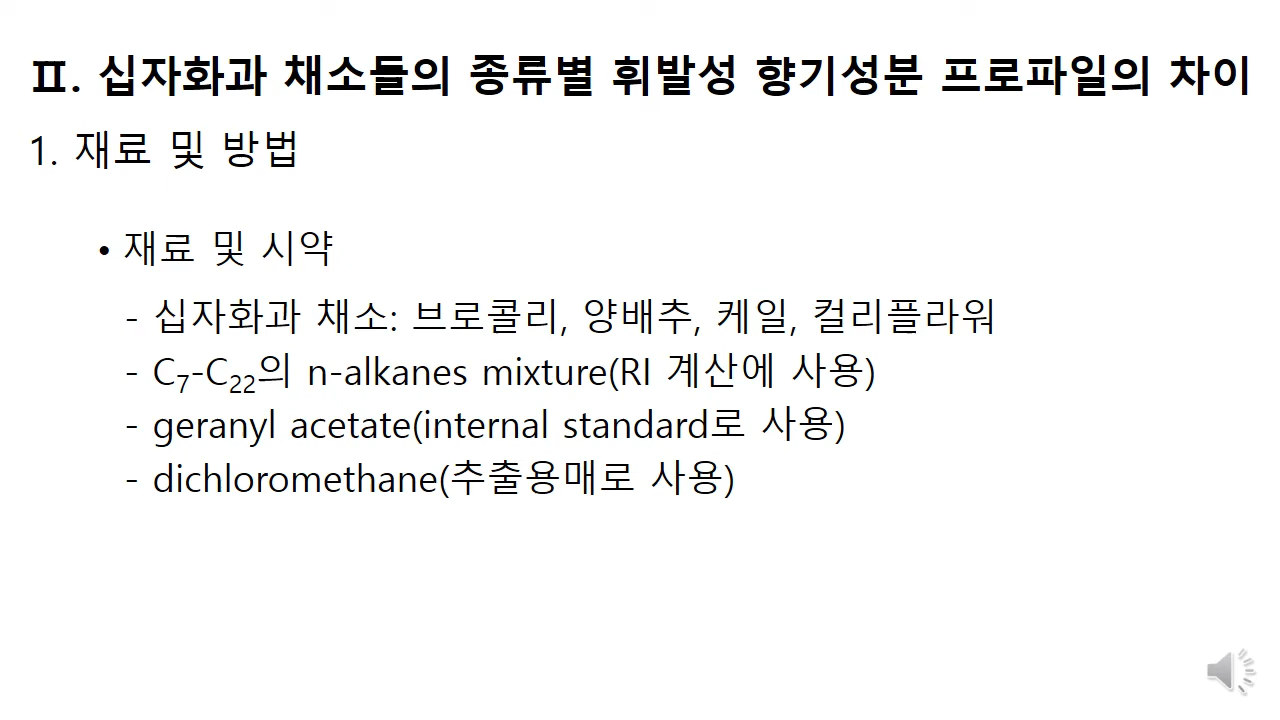 Ⅱ. 십자화과 채소들의 종류별 휘발성 향기성분 프로파일의 차이
1. 재료 및 방법
• 재료 및 시약
- 십자화과 채소: 브로콜리, 양배추, 케일, 컬리플라워
- C₇-C₂₂의 n-alkanes mixture(RI 계산에 사용)
- geranyl acetate(internal standard로 사용)
- dichloromethane(추출용매로 사용)